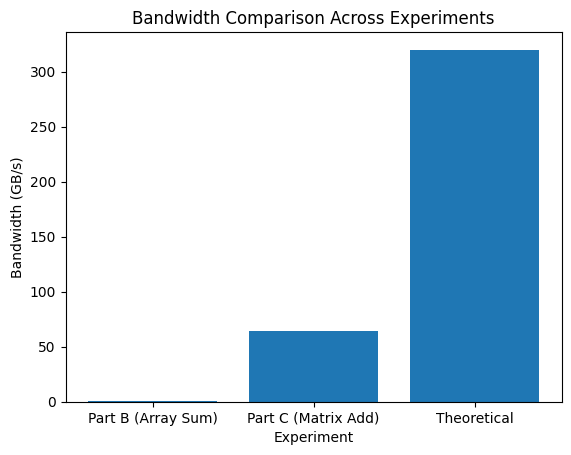 Bandwidth Comparison Across Experiments
Bandwidth (GB/s)
300
250
200
150
100
50
0
Part B (Array Sum) Part C (Matrix Add) Theoretical
Experiment